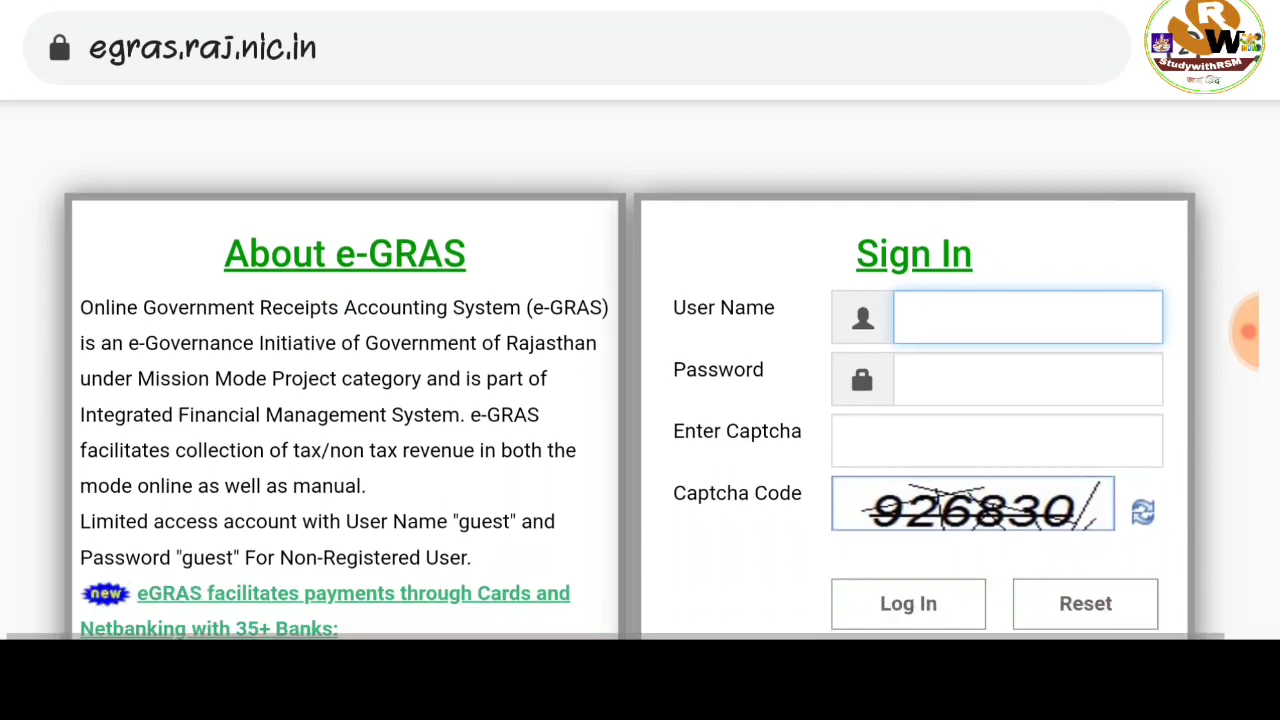 egras.raj.nic.in
RW
StudywithRSM
About e-GRAS
Online Government Receipts Accounting System (e-GRAS)
is an e-Governance Initiative of Government of Rajasthan
under Mission Mode Project category and is part of
Integrated Financial Management System. e-GRAS
facilitates collection of tax/non tax revenue in both the
mode online as well as manual.
Limited access account with User Name "guest" and
Password "guest" For Non-Registered User.
new eGRAS facilitates payments through Cards and
Netbanking with 35+ Banks:
Sign In
User Name
Password
Enter Captcha
Captcha Code 926830
Log In Reset